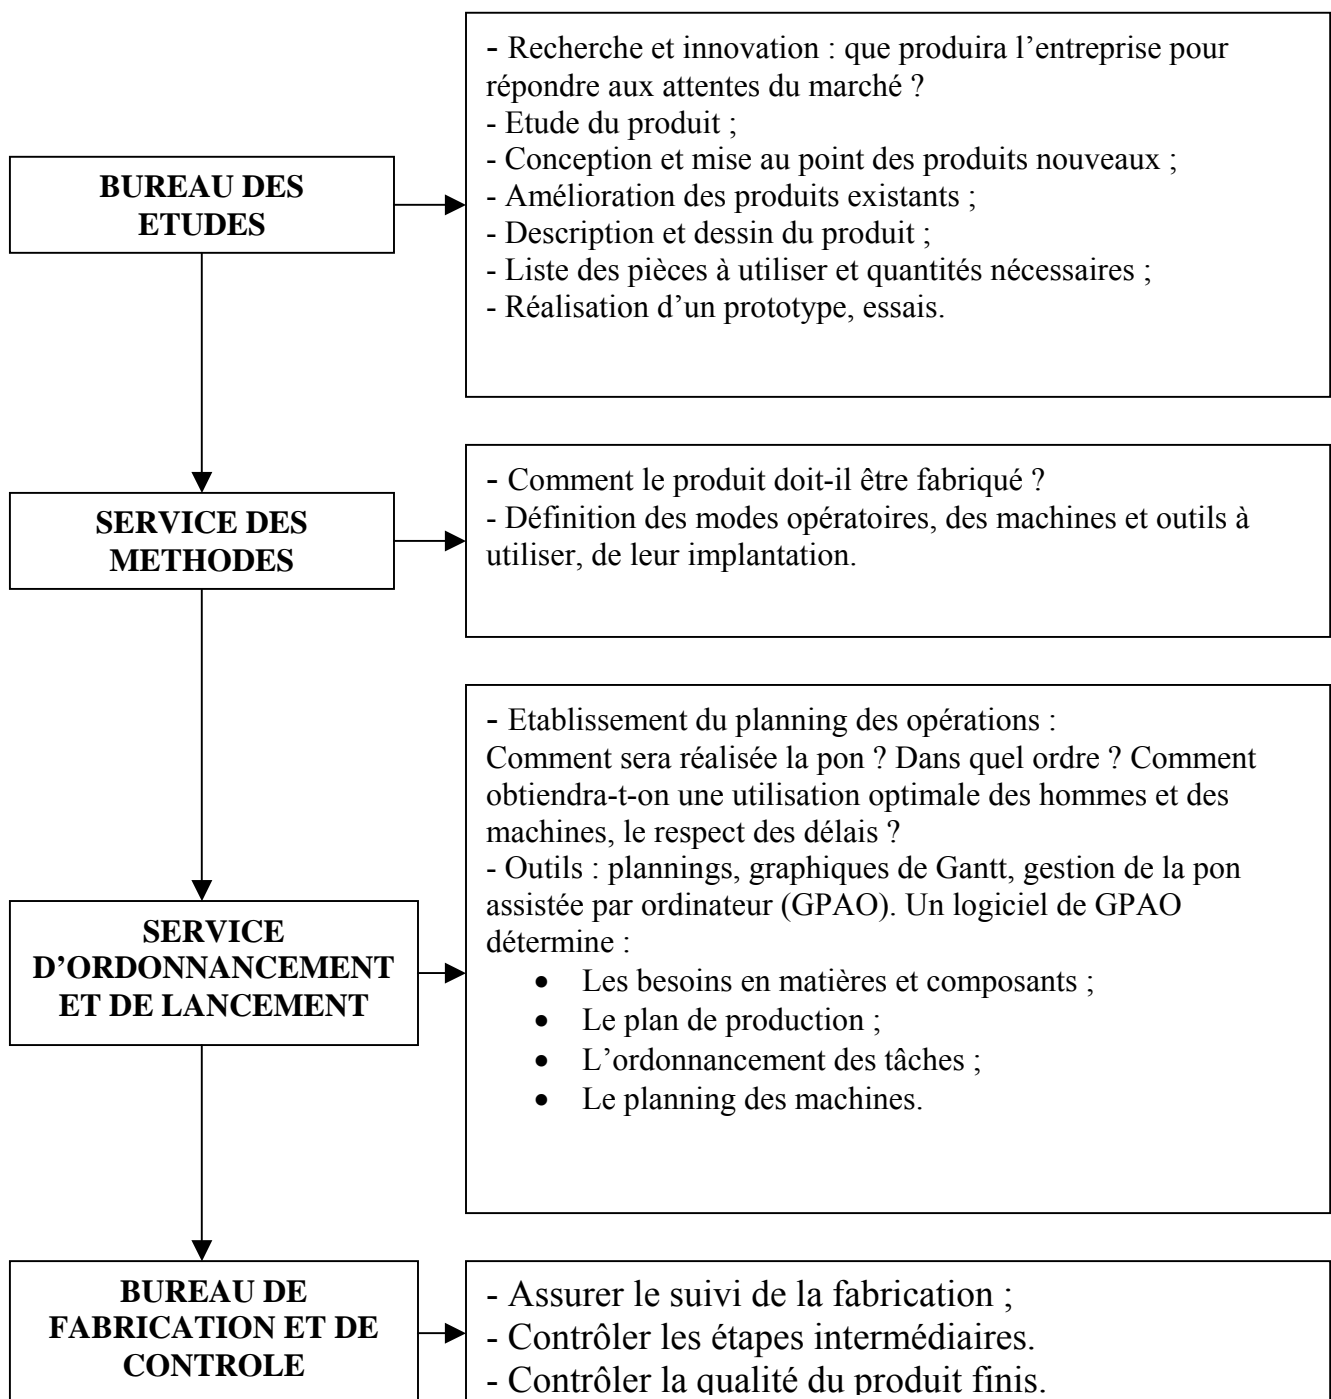 BUREAU DES
ETUDES
- Recherche et innovation : que produira l’entreprise pour
répondre aux attentes du marché ?
- Etude du produit ;
- Conception et mise au point des produits nouveaux ;
- Amélioration des produits existants ;
- Description et dessin du produit ;
- Liste des pièces à utiliser et quantités nécessaires ;
- Réalisation d’un prototype, essais.
SERVICE DES
METHODES
- Comment le produit doit-il être fabriqué ?
- Définition des modes opératoires, des machines et outils à
utiliser, de leur implantation.
SERVICE
D’ORDONNANCEMENT
ET DE LANCEMENT
- Etablissement du planning des opérations :
Comment sera réalisée la pon ? Dans quel ordre ? Comment
obtiendra-t-on une utilisation optimale des hommes et des
machines, le respect des délais ?
- Outils : plannings, graphiques de Gantt, gestion de la pon
assistée par ordinateur (GPAO). Un logiciel de GPAO
détermine :
• Les besoins en matières et composants ;
• Le plan de production ;
• L’ordonnancement des tâches ;
• Le planning des machines.
BUREAU DE
FABRICATION ET DE
CONTROLE
- Assurer le suivi de la fabrication ;
- Contrôler les étapes intermédiaires.
- Contrôler la qualité du produit finis.